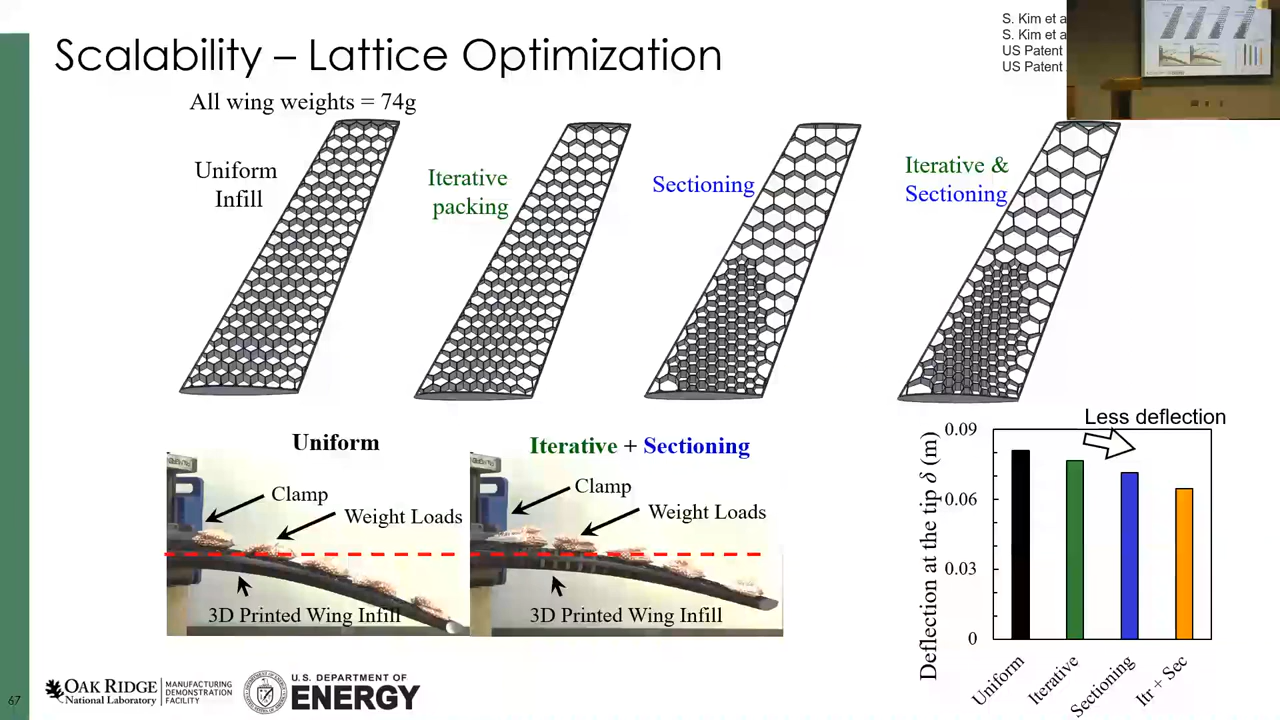 Scalability – Lattice Optimization
S. Kim et a
S. Kim et a
US Patent
US Patent
All wing weights = 74g
Uniform
Infill
Iterative
packing
Sectioning
Iterative &
Sectioning
Uniform
Iterative + Sectioning
Clamp
Weight Loads
3D Printed Wing Infill
Clamp
Weight Loads
3D Printed Wing Infill
Less deflection
Deflection at the tip δ (m)
0.09
0.06
0.03
0
Uniform
Iterative
Sectioning
Itr + Sec
67
OAK RIDGE
National Laboratory
MANUFACTURING
DEMONSTRATION
FACILITY
U.S. DEPARTMENT OF
ENERGY